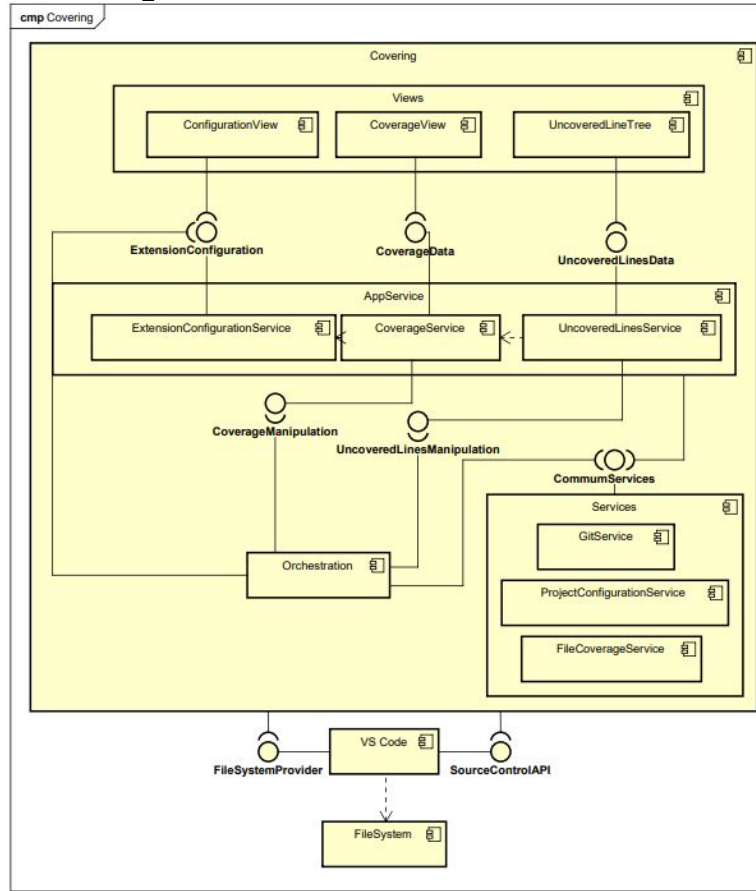 cmp Covering
Covering
Views
ConfigurationView
CoverageView
UncoveredLineTree
ExtensionConfiguration
CoverageData
UncoveredLinesData
AppService
ExtensionConfigurationService
CoverageService
UncoveredLinesService
CoverageManipulation
UncoveredLinesManipulation
CommumServices
Services
GitService
Orchestration
ProjectConfigurationService
FileCoverageService
VS Code
FileSystemProvider
SourceControlAPI
FileSystem